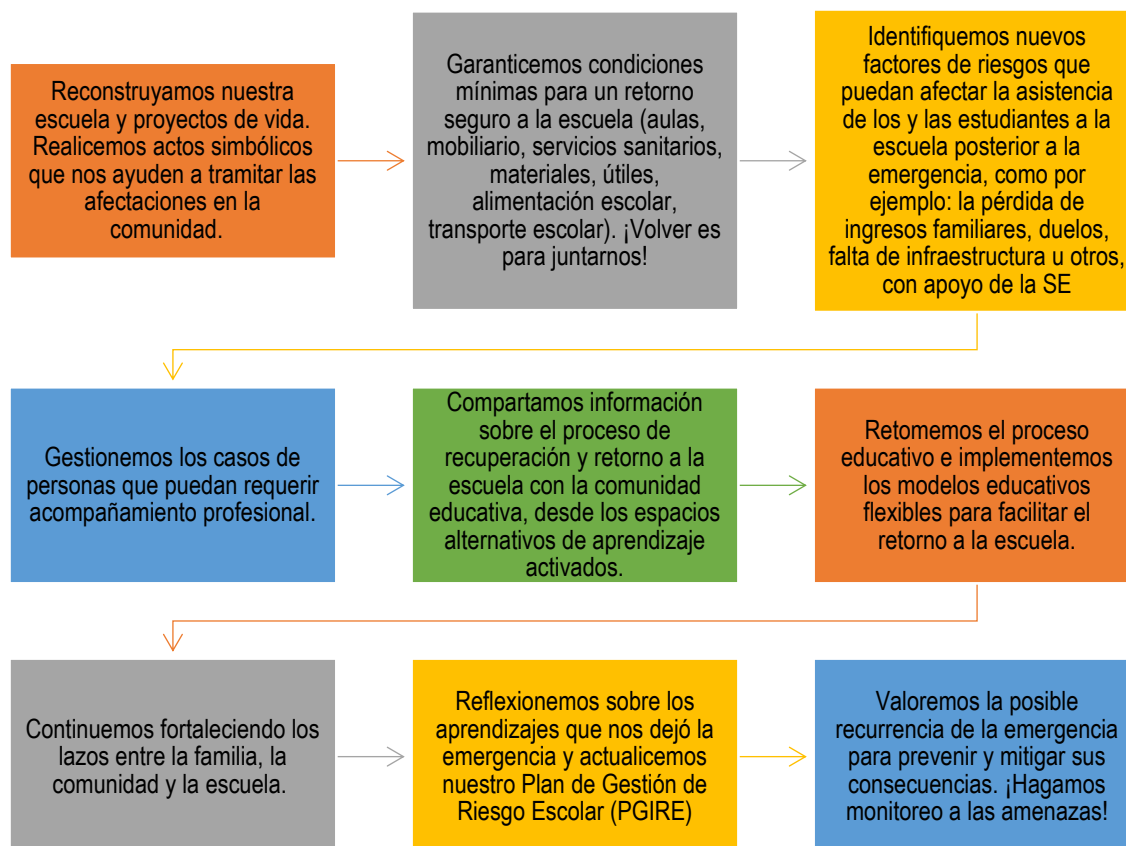 Reconstruyamos nuestra
escuela y proyectos de vida.
Realicemos actos simbólicos
que nos ayuden a tramitar las
afectaciones en la
comunidad.
Garanticemos condiciones
mínimas para un retorno
seguro a la escuela (aulas,
mobiliario, servicios sanitarios,
materiales, útiles,
alimentación escolar,
transporte escolar). ¡Volver es
para juntarnos!
Identifiquemos nuevos
factores de riesgos que
puedan afectar la asistencia
de los y las estudiantes a la
escuela posterior a la
emergencia, como por
ejemplo: la pérdida de
ingresos familiares, duelos,
falta de infraestructura u otros,
con apoyo de la SE
Gestionemos los casos de
personas que puedan requerir
acompañamiento profesional.
Compartamos información
sobre el proceso de
recuperación y retorno a la
escuela con la comunidad
educativa, desde los espacios
alternativos de aprendizaje
activados.
Retomemos el proceso
educativo e implementemos
los modelos educativos
flexibles para facilitar el
retorno a la escuela.
Continuemos fortaleciendo los
lazos entre la familia, la
comunidad y la escuela.
Reflexionemos sobre los
aprendizajes que nos dejó la
emergencia y actualicemos
nuestro Plan de Gestión de
Riesgo Escolar (PGIRE)
Valoremos la posible
recurrencia de la emergencia
para prevenir y mitigar sus
consecuencias. ¡Hagamos
monitoreo a las amenazas!